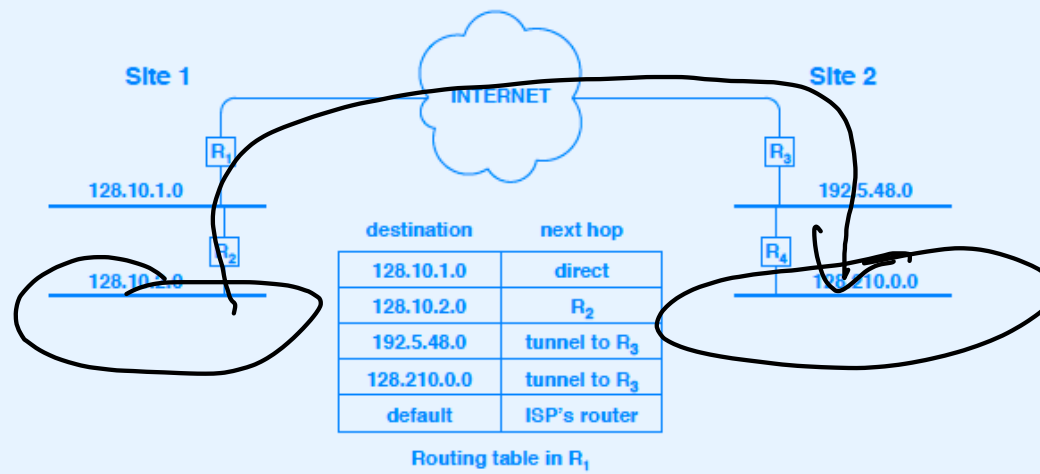 Site 1
Site 2
INTERNET
R1
R3
128.10.1.0
192.5.48.0
R2
R4
128.10.2.0
128.210.0.0
destination next hop
128.10.1.0 direct
128.10.2.0 R2
192.5.48.0 tunnel to R3
128.210.0.0 tunnel to R3
default ISP's router
Routing table in R1